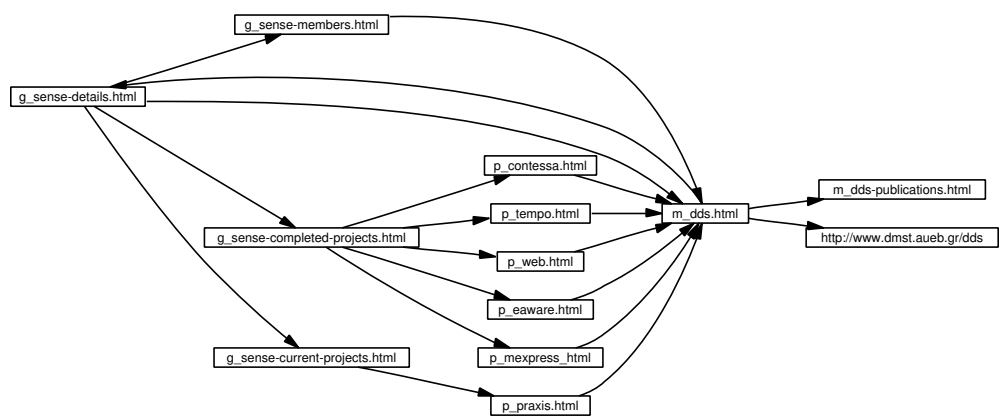 g_sense-members.html
g_sense-details.html
p_contessa.html
m_dds-publications.html
p_tempo.html
m_dds.html
g_sense-completed-projects.html
http://www.dmst.aueb.gr/dds
p_web.html
p_eaware.html
g_sense-current-projects.html
p_mexpress_html
p_praxis.html